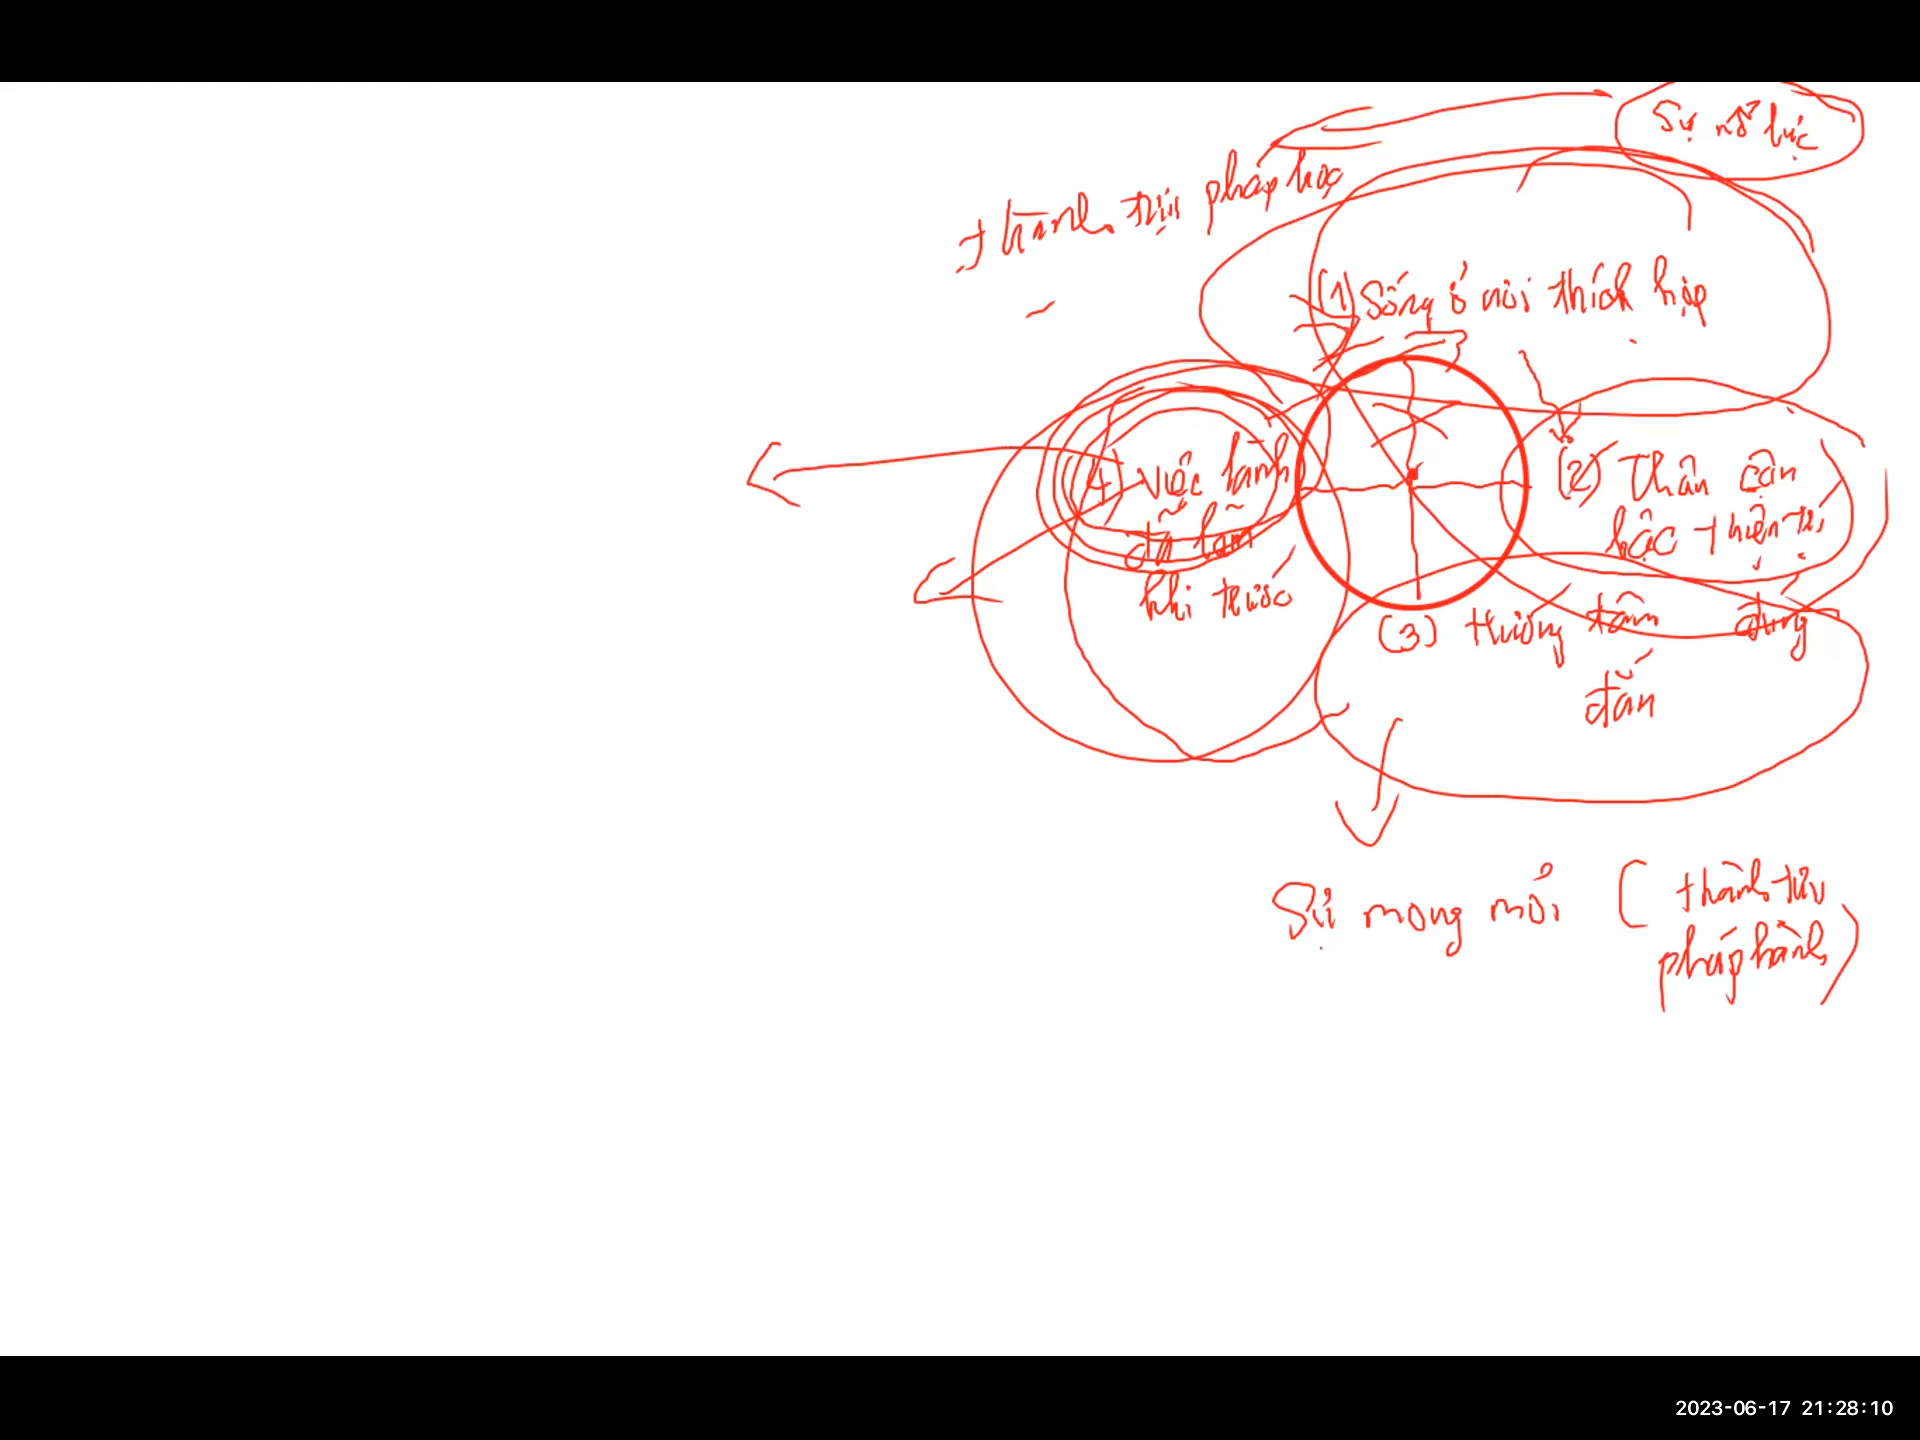 Sự nỗ lực
thành tựu pháp học
(1) Sống ở nơi thích hợp
(2) Thân cận
bậc thiện trí
4) việc lành
đã làm
khi trước
(3) hướng tâm đúng
đắn
Sự mong mỏi (thành tựu
pháp hành)
2023-06-17 21:28:10